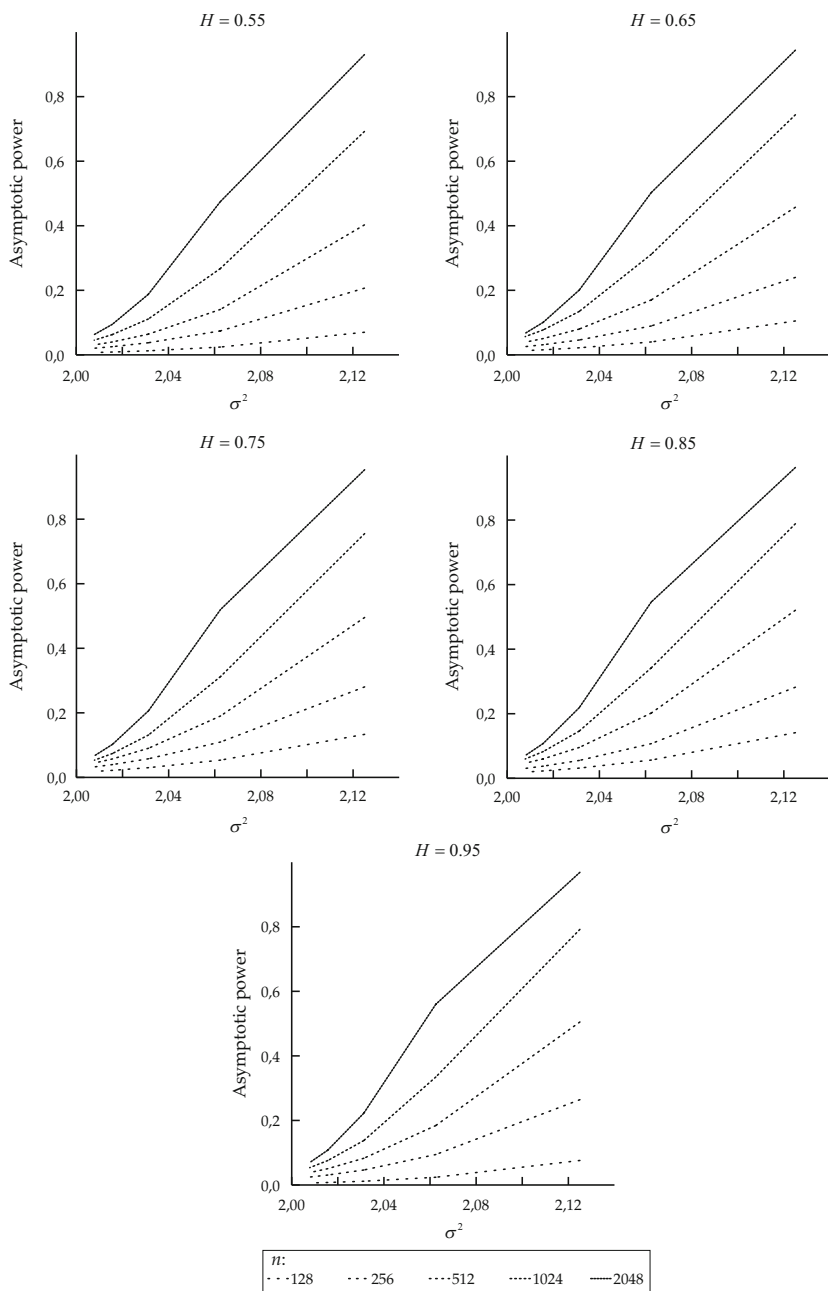 H = 0.55
Asymptotic power
0,8
0,6
0,4
0,2
0,0
2,00 2,04 2,08 2,12
σ²
H = 0.65
Asymptotic power
0,8
0,6
0,4
0,2
0,0
2,00 2,04 2,08 2,12
σ²
H = 0.75
Asymptotic power
0,8
0,6
0,4
0,2
0,0
2,00 2,04 2,08 2,12
σ²
H = 0.85
Asymptotic power
0,8
0,6
0,4
0,2
0,0
2,00 2,04 2,08 2,12
σ²
H = 0.95
Asymptotic power
0,8
0,6
0,4
0,2
0,0
2,00 2,04 2,08 2,12
σ²
n:
128 256 512 1024 2048